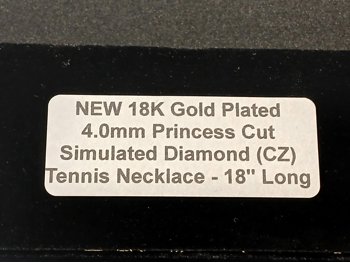 NEW 18K Gold Plated
4.0mm Princess Cut
Simulated Diamond (CZ)
Tennis Necklace - 18" Long